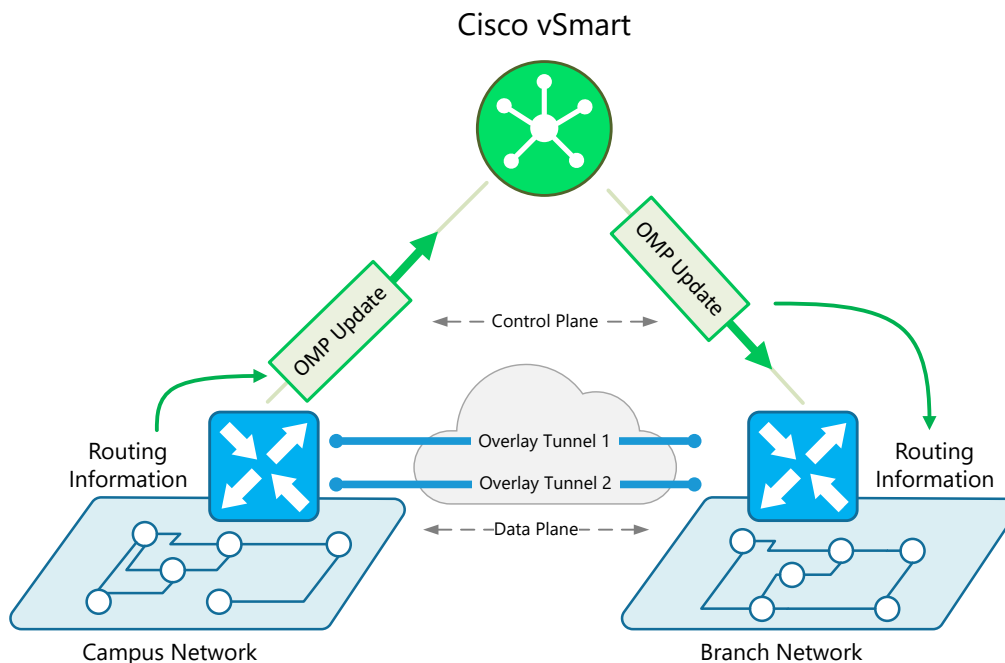 Cisco vSmart
OMP Update
OMP Update
Control Plane
Routing
Information
Overlay Tunnel 1
Overlay Tunnel 2
Routing
Information
Data Plane
Campus Network
Branch Network